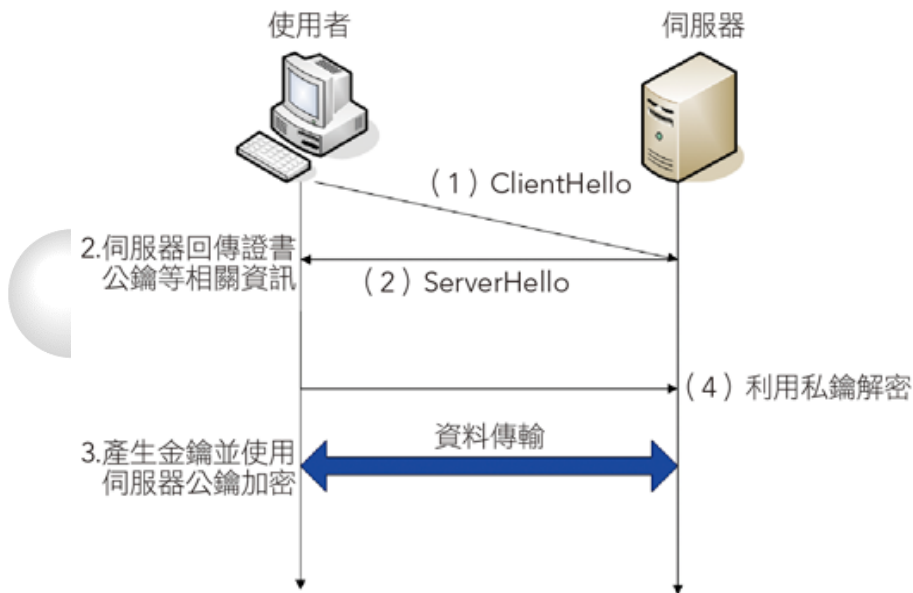 使用者
伺服器
（1）ClientHello
2.伺服器回傳證書
公鑰等相關資訊
（2）ServerHello
（4）利用私鑰解密
3.產生金鑰並使用
伺服器公鑰加密
資料傳輸